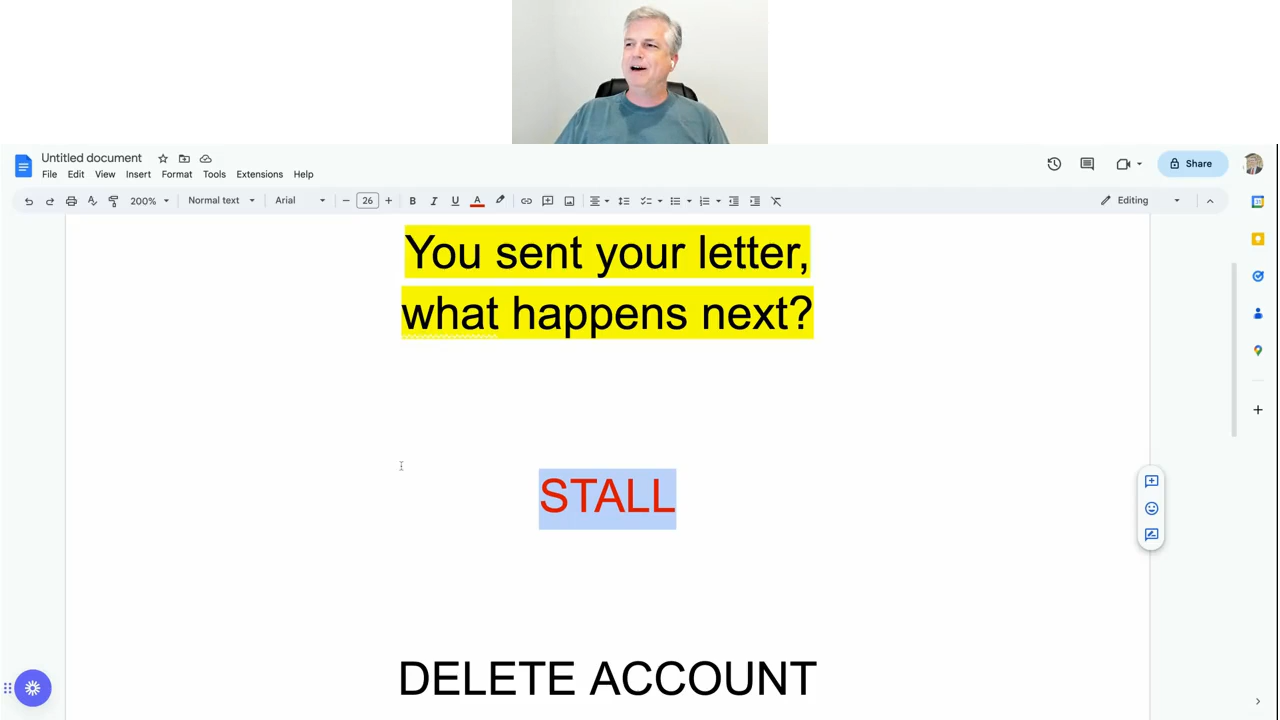 Untitled document
File Edit View Insert Format Tools Extensions Help
Share
200% Normal text Arial 26 B I U A Editing
You sent your letter,
what happens next?
STALL
DELETE ACCOUNT